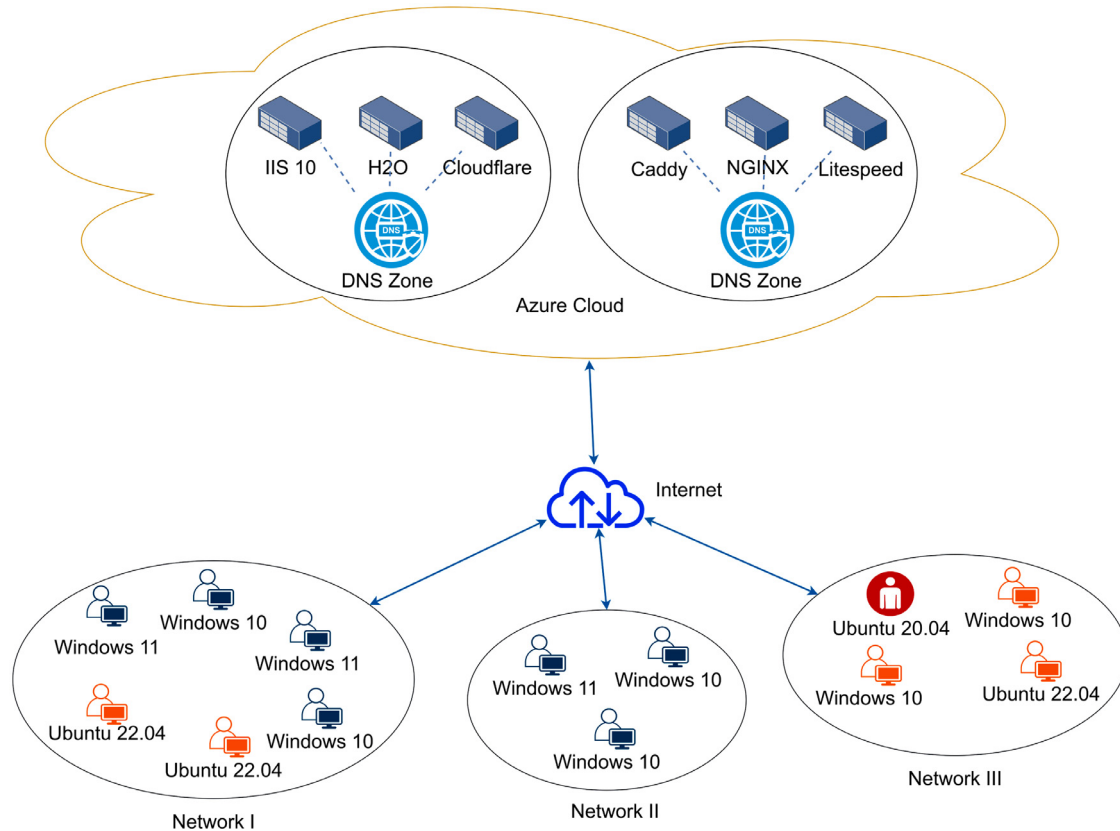 IIS 10
H2O
Cloudflare
DNS
DNS Zone
Caddy
NGINX
Litespeed
DNS
DNS Zone
Azure Cloud
Internet
Windows 11
Windows 10
Windows 11
Ubuntu 22.04
Ubuntu 22.04
Windows 10
Network I
Windows 11
Windows 10
Windows 10
Network II
Ubuntu 20.04
Windows 10
Windows 10
Ubuntu 22.04
Network III